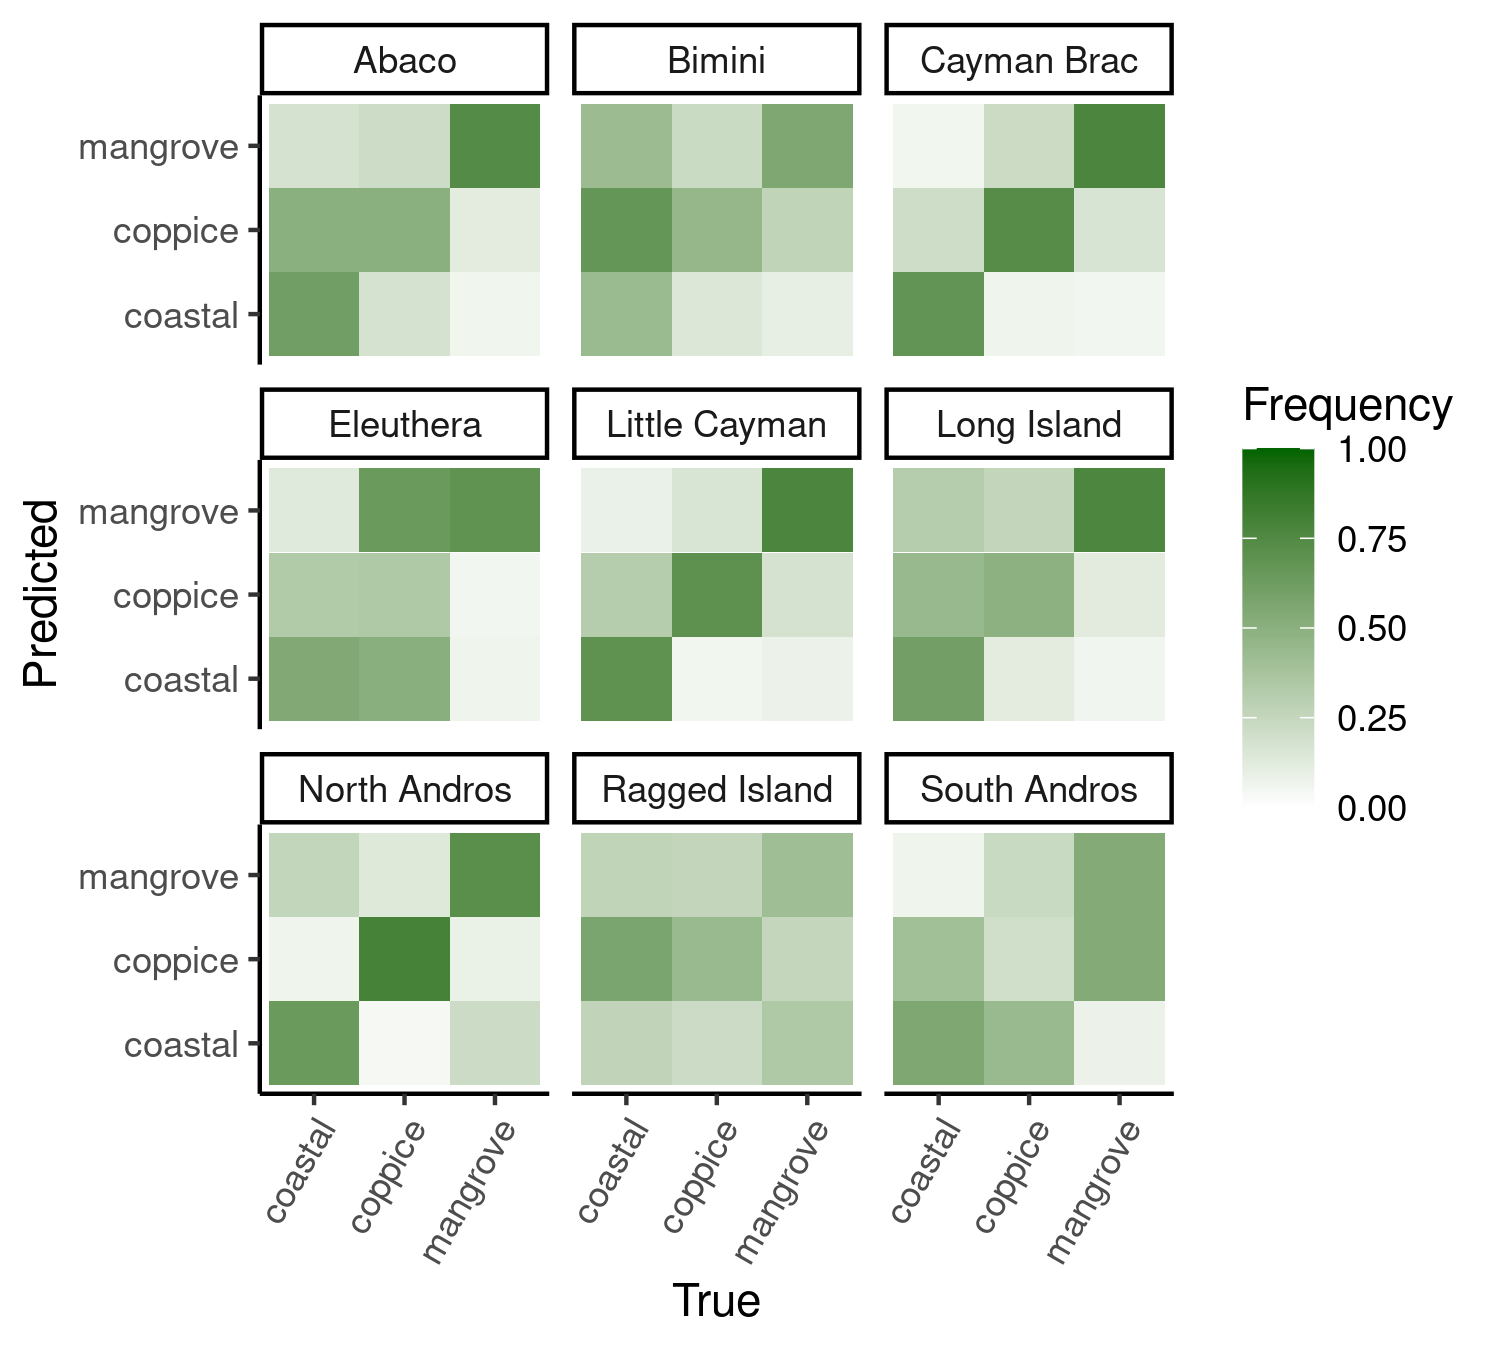 Abaco Bimini Cayman Brac
mangrove
coppice
coastal
Eleuthera Little Cayman Long Island
mangrove
coppice
coastal
North Andros Ragged Island South Andros
mangrove
coppice
coastal
coastal coppice mangrove coastal coppice mangrove coastal coppice mangrove
True
Predicted
Frequency
1.00
0.75
0.50
0.25
0.00